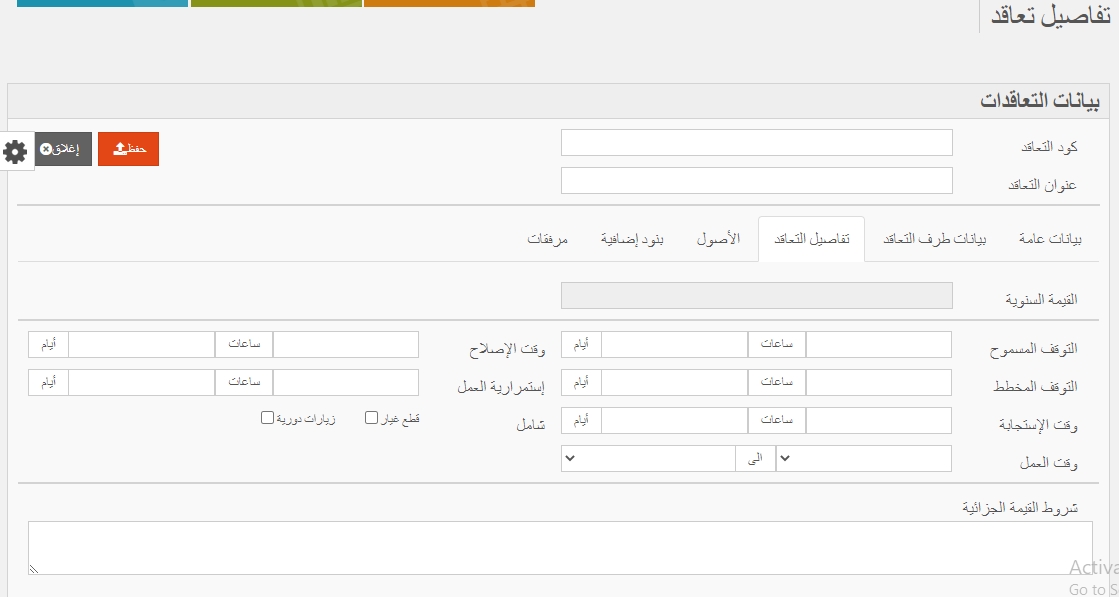 تفاصيل تعاقد
بيانات التعاقدات
كود التعاقد
حفظ إغلاق
عنوان التعاقد
بيانات عامة بيانات طرف التعاقد تفاصيل التعاقد الأصول بنود إضافية مرفقات
القيمة السنوية
التوقف المسموح ساعات أيام وقت الإصلاح ساعات أيام
التوقف المخطط ساعات أيام إستمرارية العمل ساعات أيام
وقت الإستجابة ساعات أيام شامل قطع غيار زيارات دورية
وقت العمل الى
شروط القيمة الجزائية
Activa
Go to S